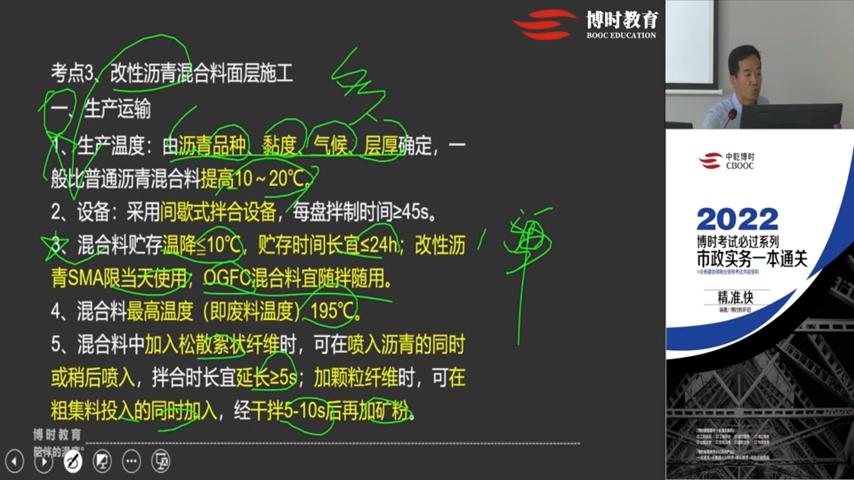 博时教育
BOOC EDUCATION
考点3、改性沥青混合料面层施工
一、生产运输
1、生产温度：由沥青品种、黏度、气候、层厚确定，一
般比普通沥青混合料提高10～20℃。
2、设备：采用间歇式拌合设备，每盘拌制时间≥45s。
3、混合料贮存温降≦10℃，贮存时间长宜≤24h；改性沥
青SMA限当天使用；OGFC混合料宜随拌随用。
4、混合料最高温度（即废料温度）195℃。
5、混合料中加入松散絮状纤维时，可在喷入沥青的同时
或稍后喷入，拌合时长宜延长≥5s；加颗粒纤维时，可在
粗集料投入的同时加入，经干拌5-10s后再加矿粉。
博时教育
陪伴的温度
中乾博时
CBOOC
2022
博时考试必过系列
市政实务一本通关
精.准.快